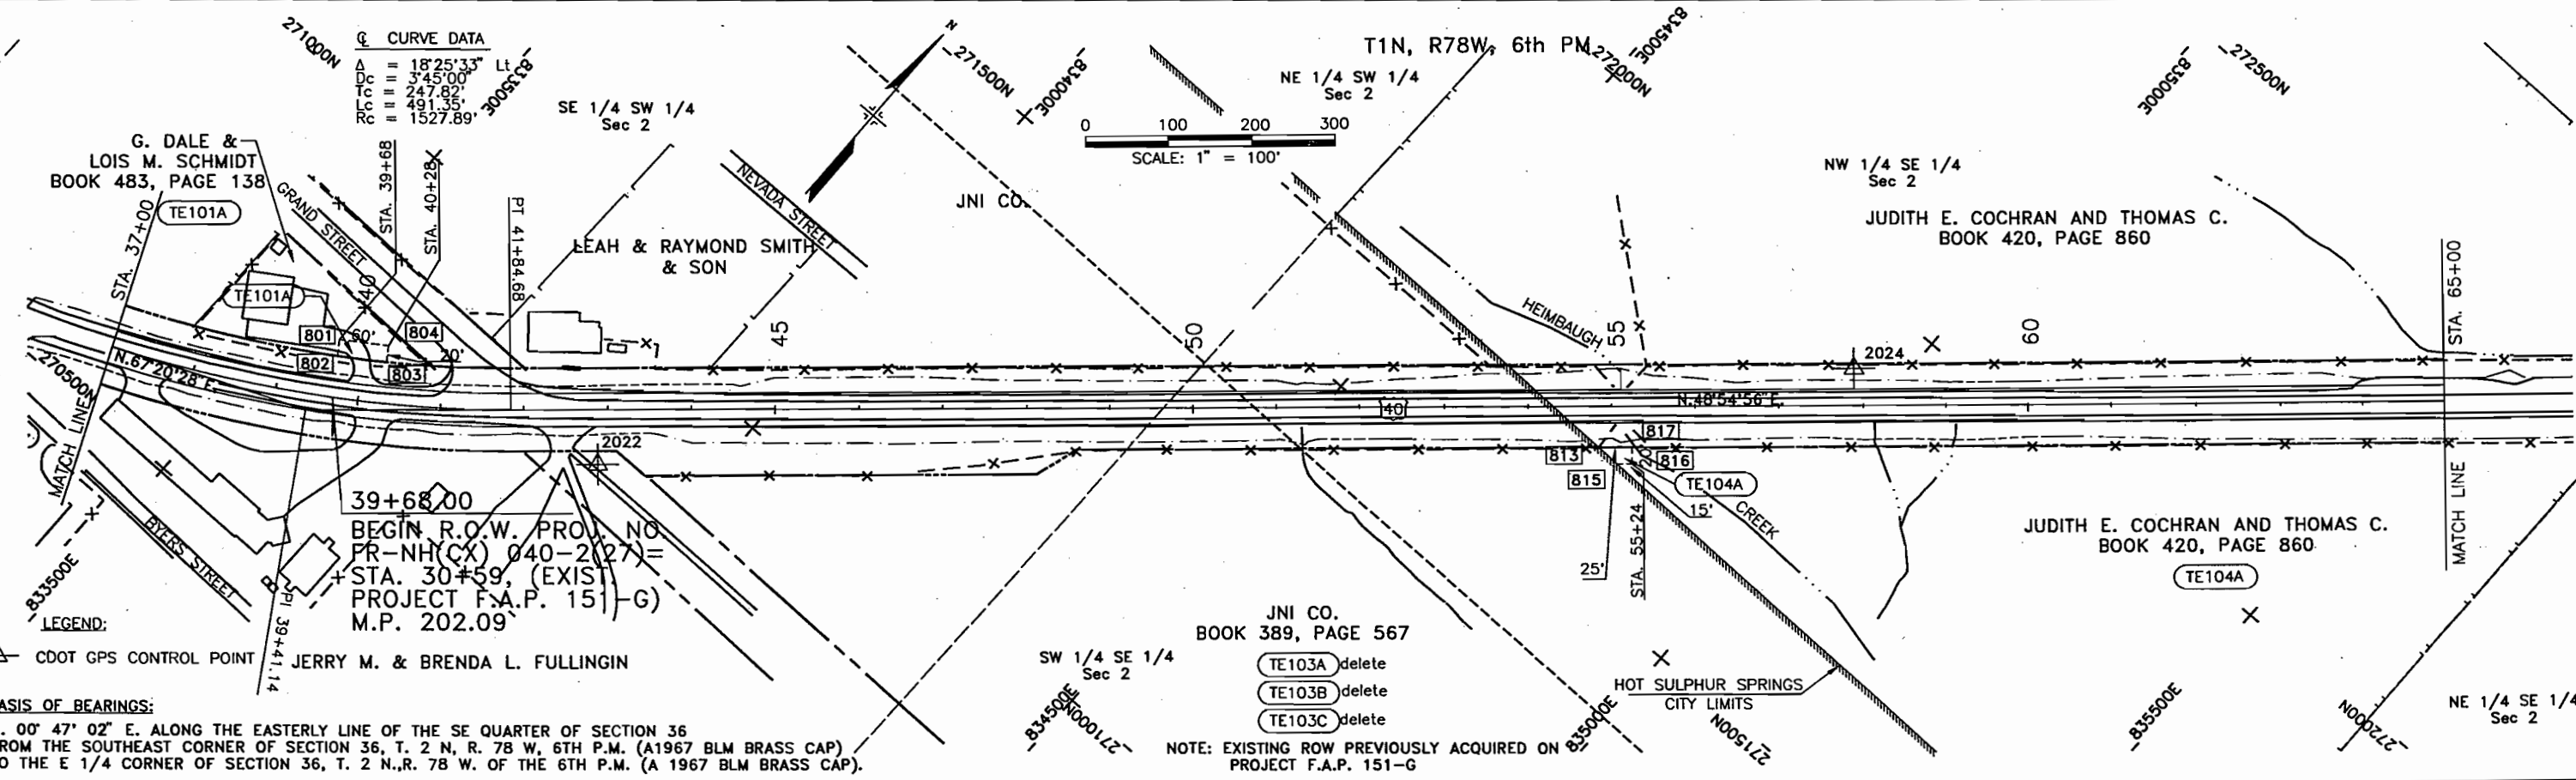 ℄ CURVE DATA
Δ = 18°25'33" Lt
Dc = 3°45'00"
Tc = 247.82'
Lc = 491.35'
Rc = 1527.89'
271000N
833500E
G. DALE &
LOIS M. SCHMIDT
BOOK 483, PAGE 138
TE101A
STA. 37+00
GRAND STREET
STA. 39+68
STA. 40+28
PT 41+84.68
SE 1/4 SW 1/4
Sec 2
LEAH & RAYMOND SMITH
& SON
NEVADA STREET
N
271500N
834000E
JNI CO.
0 100 200 300
SCALE: 1" = 100'
NE 1/4 SW 1/4
Sec 2
T1N, R78W, 6th PM
272000N
834500E
NW 1/4 SE 1/4
Sec 2
JUDITH E. COCHRAN AND THOMAS C.
BOOK 420, PAGE 860
835000E
272500N
STA. 65+00
TE101A
40
801
60'
802
803
804
20'
45
50
55
60
HEIMBAUGH
2024
N.67°20'28"E.
N.48°54'56"E.
40
270500N
MATCH LINE
2022
813
815
817
816
20'
TE104A
15'
CREEK
25'
STA. 55+24
MATCH LINE
BYERS STREET
833500E
39+68.00
BEGIN R.O.W. PROJ. NO.
FR-NH(CX) 040-2(27)=
STA. 30+59, (EXIST
PROJECT F.A.P. 151-G)
M.P. 202.09
PI 39+41.14
JERRY M. & BRENDA L. FULLINGIN
LEGEND:
CDOT GPS CONTROL POINT
JUDITH E. COCHRAN AND THOMAS C.
BOOK 420, PAGE 860
TE104A
JNI CO.
BOOK 389, PAGE 567
TE103A delete
TE103B delete
TE103C delete
NOTE: EXISTING ROW PREVIOUSLY ACQUIRED ON
PROJECT F.A.P. 151-G
SW 1/4 SE 1/4
Sec 2
834500E
271000N
835000E
271500N
HOT SULPHUR SPRINGS
CITY LIMITS
835500E
272000N
NE 1/4 SE 1/4
Sec 2
ASIS OF BEARINGS:
. 00° 47' 02" E. ALONG THE EASTERLY LINE OF THE SE QUARTER OF SECTION 36
ROM THE SOUTHEAST CORNER OF SECTION 36, T. 2 N, R. 78 W, 6TH P.M. (A1967 BLM BRASS CAP)
O THE E 1/4 CORNER OF SECTION 36, T. 2 N.,R. 78 W. OF THE 6TH P.M. (A 1967 BLM BRASS CAP).